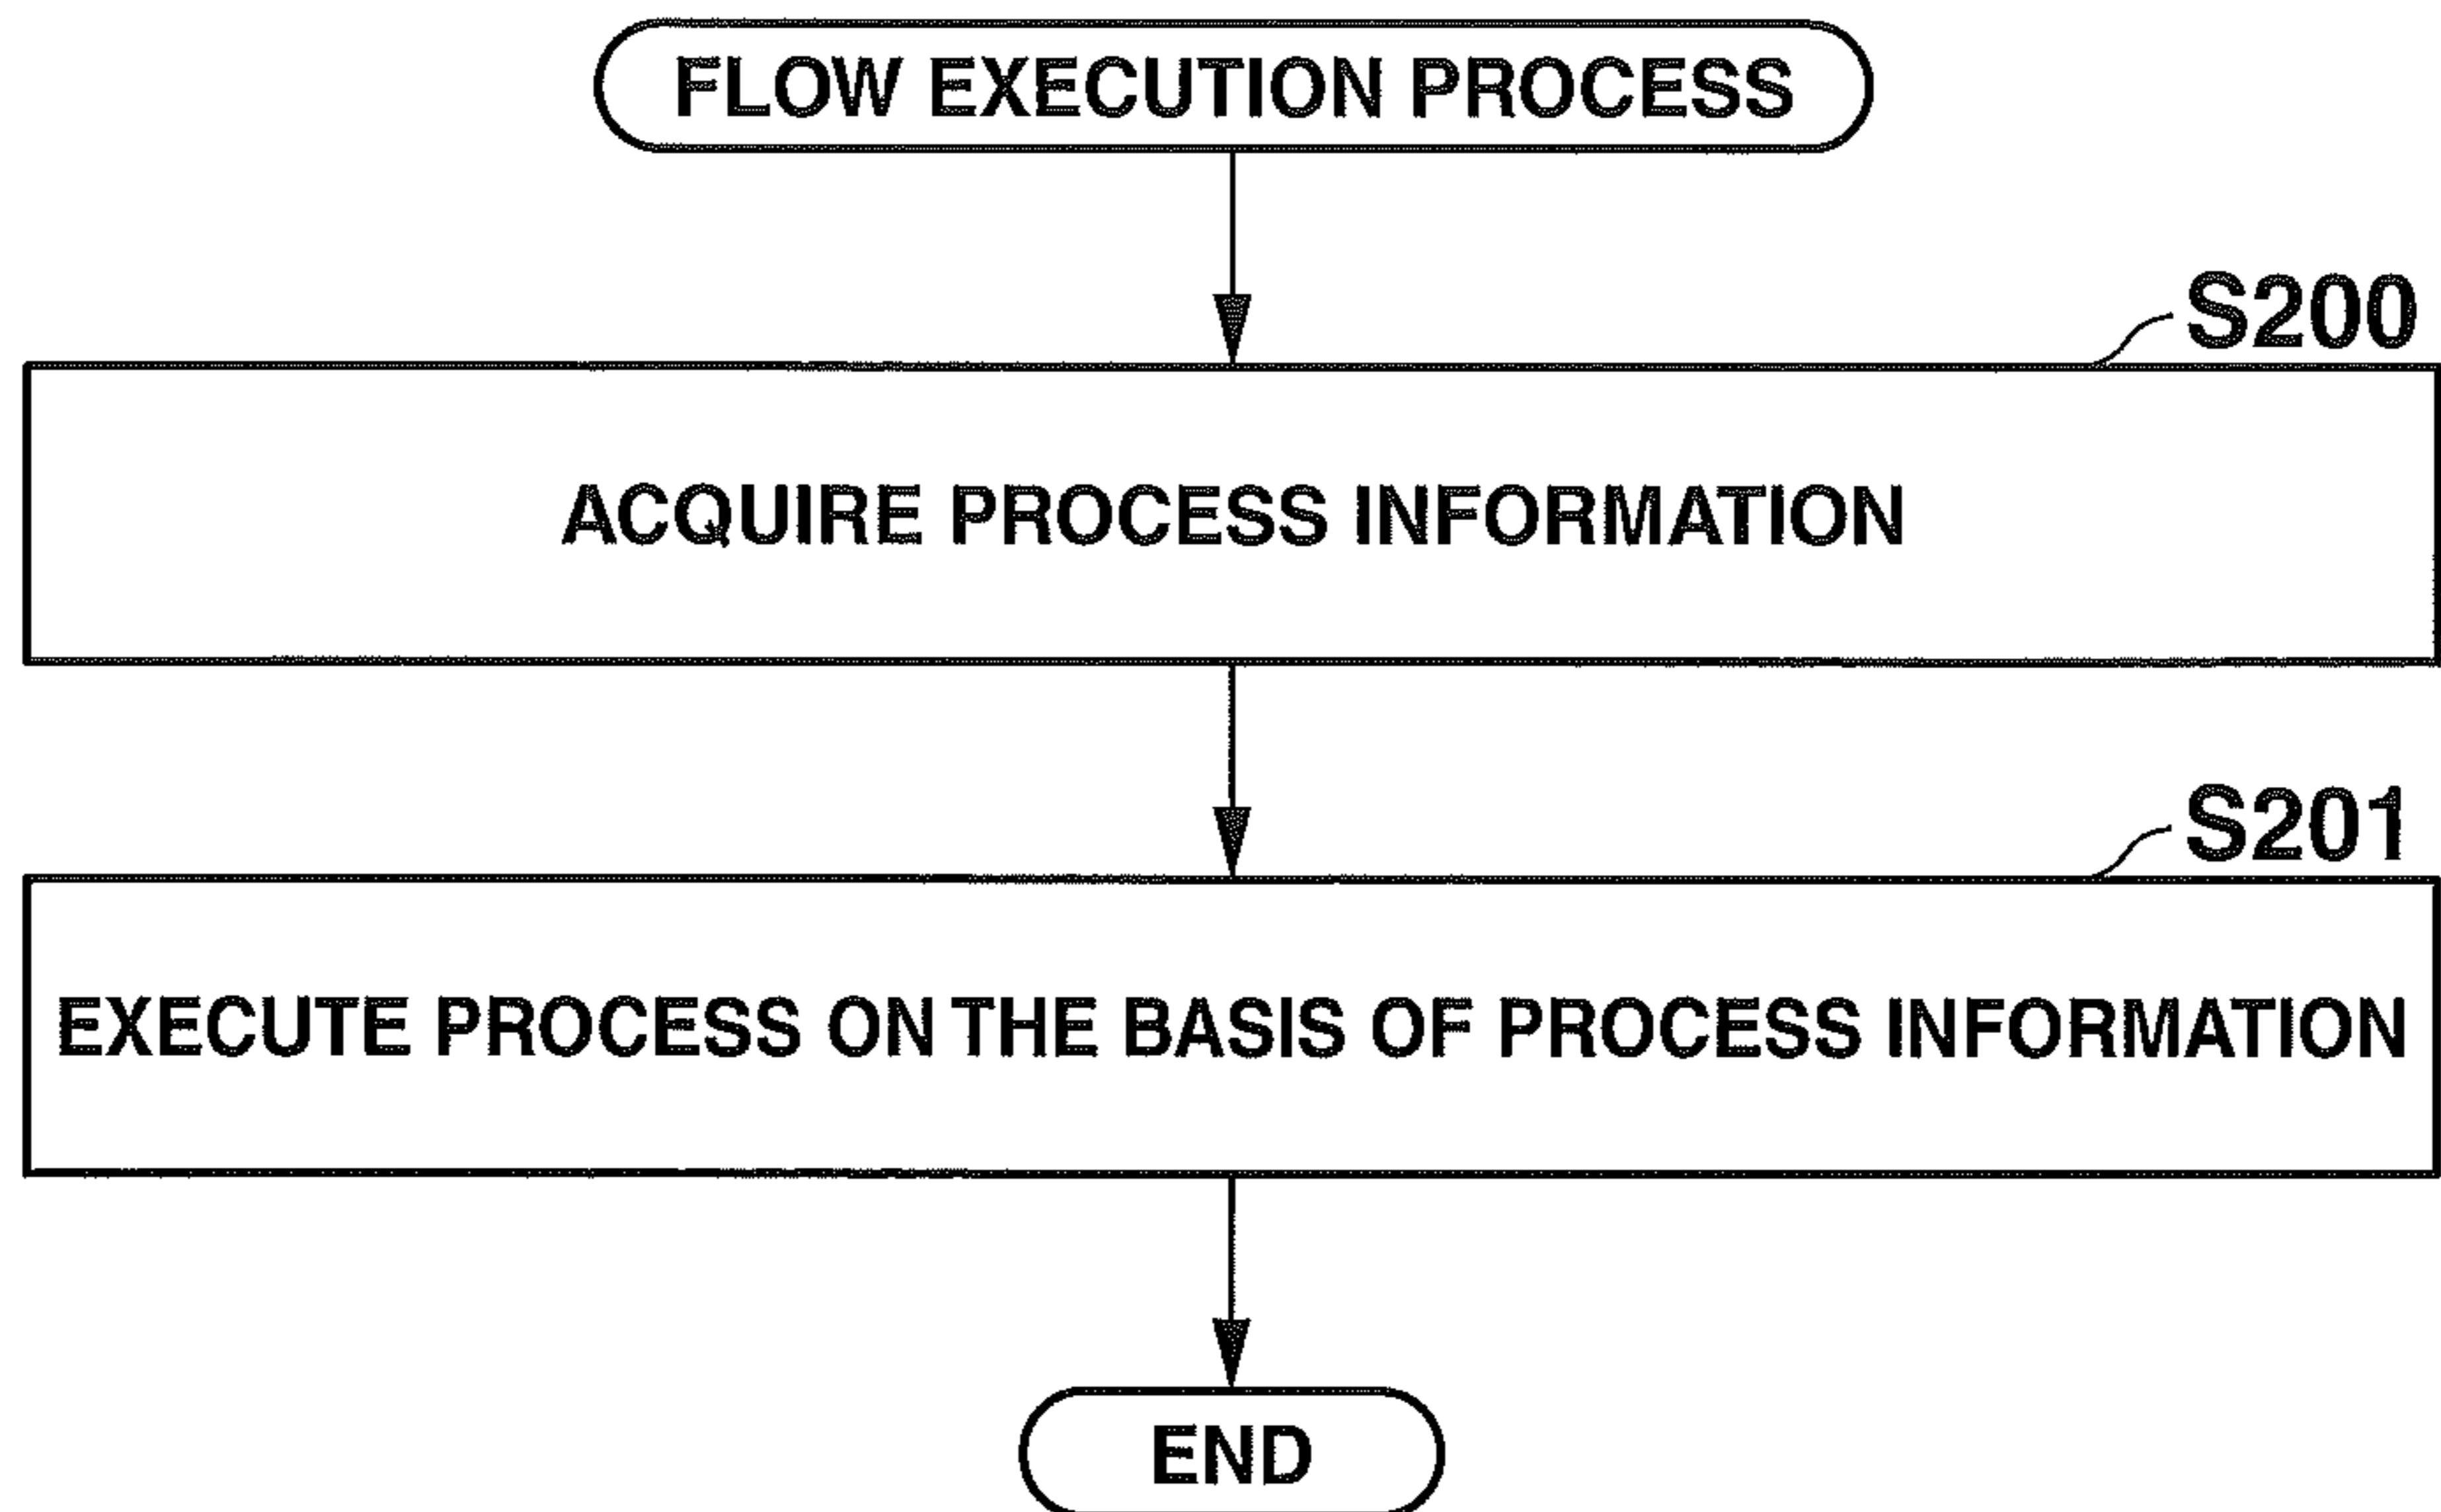 FLOW EXECUTION PROCESS
S200
ACQUIRE PROCESS INFORMATION
S201
EXECUTE PROCESS ON THE BASIS OF PROCESS INFORMATION
END